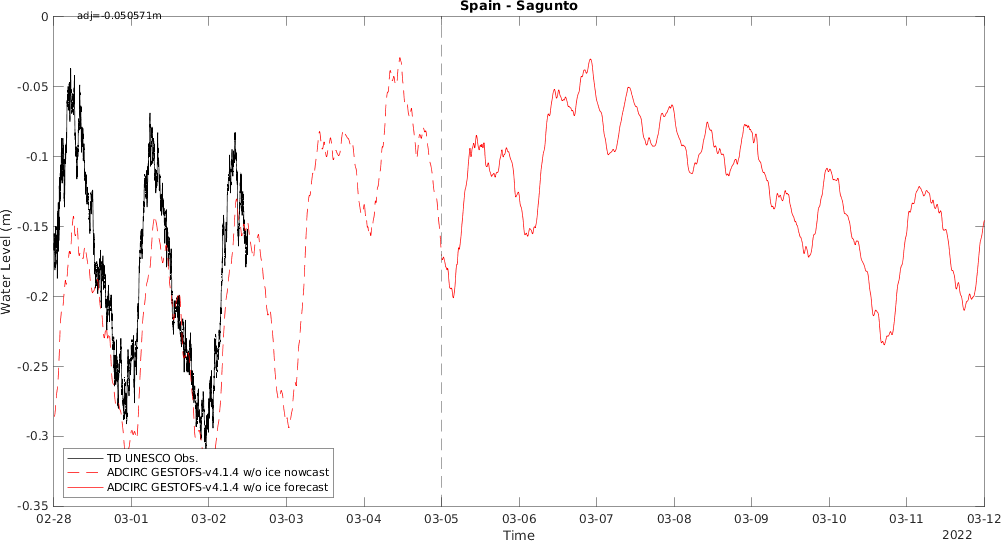 Spain - Sagunto
adj=-0.050571m
0
-0.05
-0.1
-0.15
-0.2
-0.25
-0.3
-0.35
Water Level (m)
TD UNESCO Obs.
ADCIRC GESTOFS-v4.1.4 w/o ice nowcast
ADCIRC GESTOFS-v4.1.4 w/o ice forecast
02-28 03-01 03-02 03-03 03-04 03-05 03-06 03-07 03-08 03-09 03-10 03-11 03-12
Time
2022